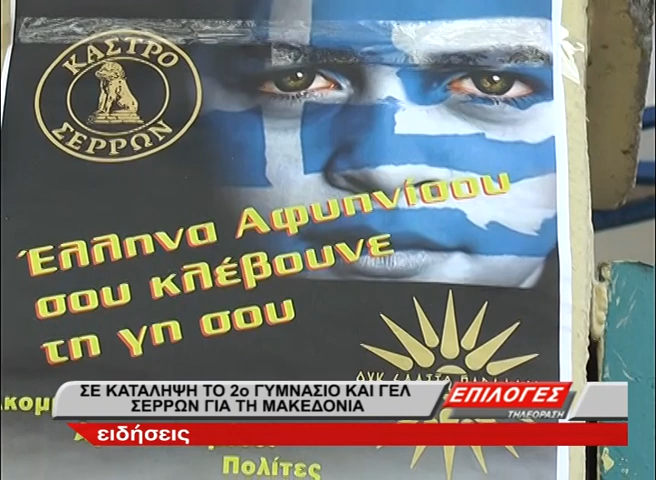 ΚΑΣΤΡΟ
ΣΕΡΡΩΝ
Έλληνα Αφυπνίσου
σου κλέβουνε
τη γη σου
ΣΕ ΚΑΤΑΛΗΨΗ ΤΟ 2ο ΓΥΜΝΑΣΙΟ ΚΑΙ ΓΕΛ
ΣΕΡΡΩΝ ΓΙΑ ΤΗ ΜΑΚΕΔΟΝΙΑ
ΕΠΙΛΟΓΕΣ
ΤΗΛΕΟΡΑΣΗ
ειδήσεις
Πολίτες